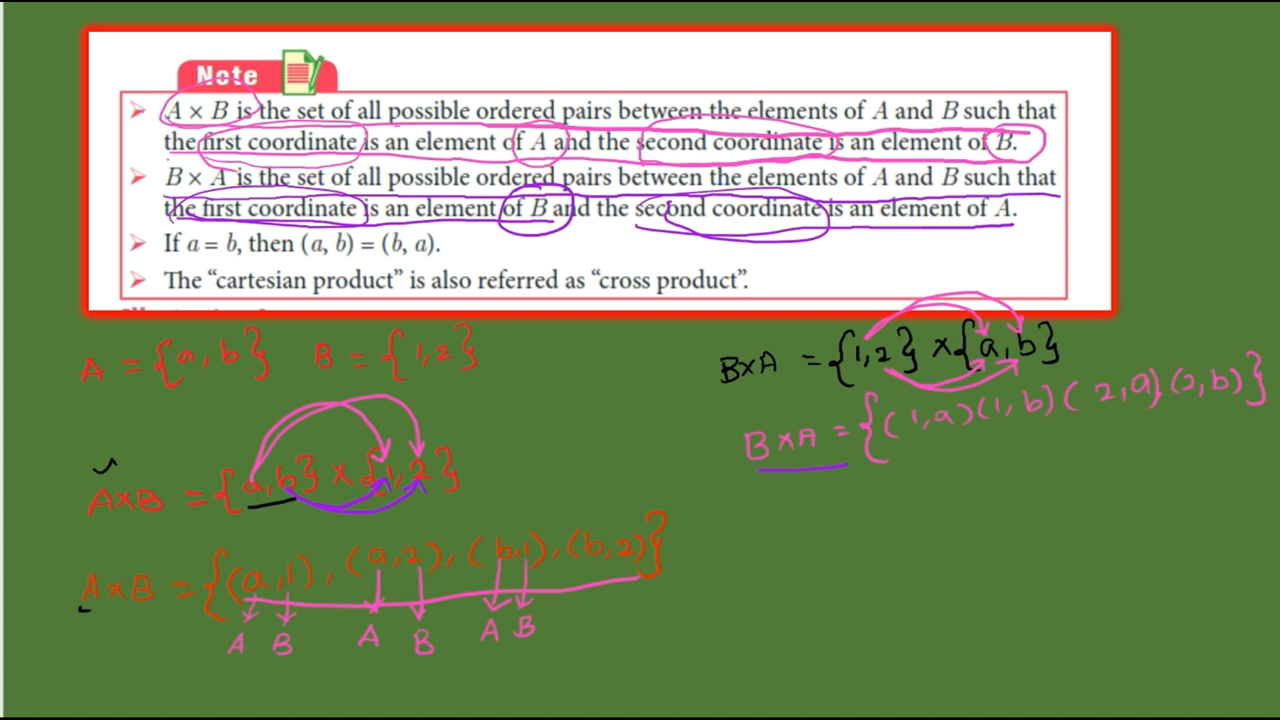 Note
➢ A × B is the set of all possible ordered pairs between the elements of A and B such that
the first coordinate is an element of A and the second coordinate is an element of B.
➢ B × A is the set of all possible ordered pairs between the elements of A and B such that
the first coordinate is an element of B and the second coordinate is an element of A.
➢ If a = b, then (a, b) = (b, a).
➢ The “cartesian product” is also referred as “cross product”.
A = {a, b} B = {1, 2}
A×B = {a, b} × {1, 2}
A×B = {(a, 1), (a, 2), (b, 1), (b, 2)}
A B A B A B
B×A = {1, 2} × {a, b}
B×A = {(1, a) (1, b) (2, a), (2, b)}